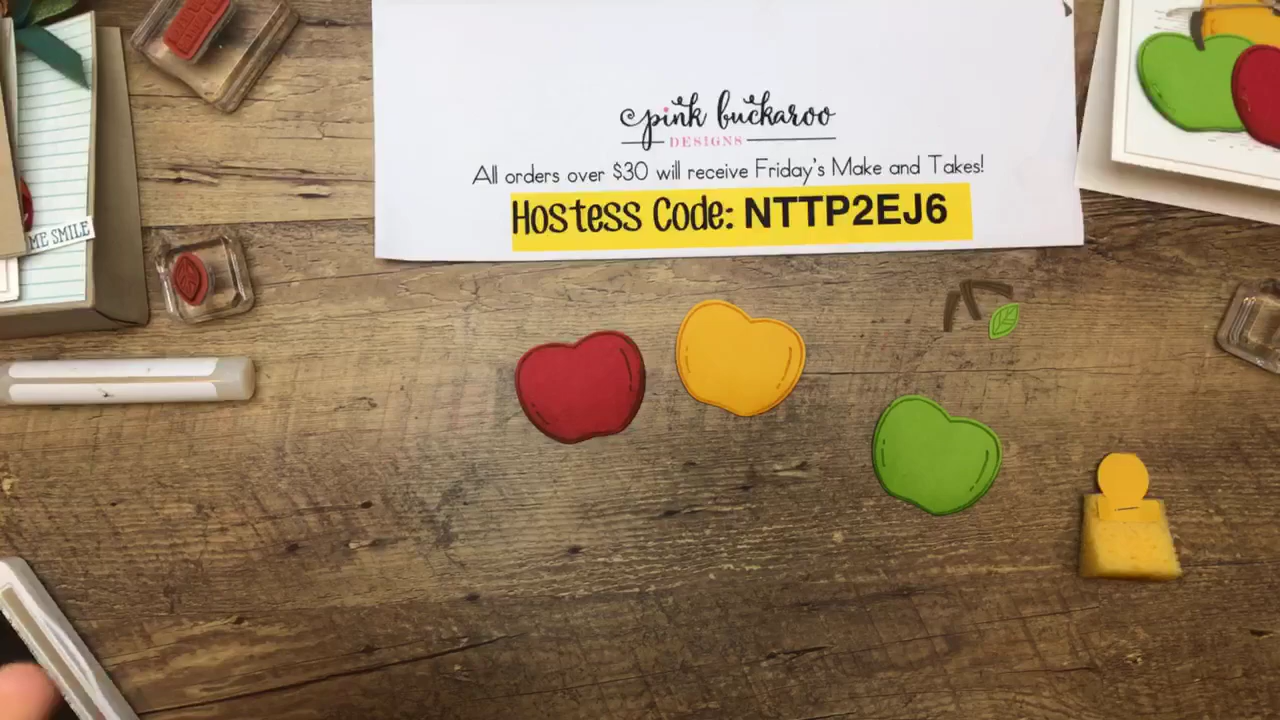 pink buckaroo
DESIGNS
All orders over $30 will receive Friday's Make and Takes!
Hostess Code: NTTP2EJ6
ME SMILE